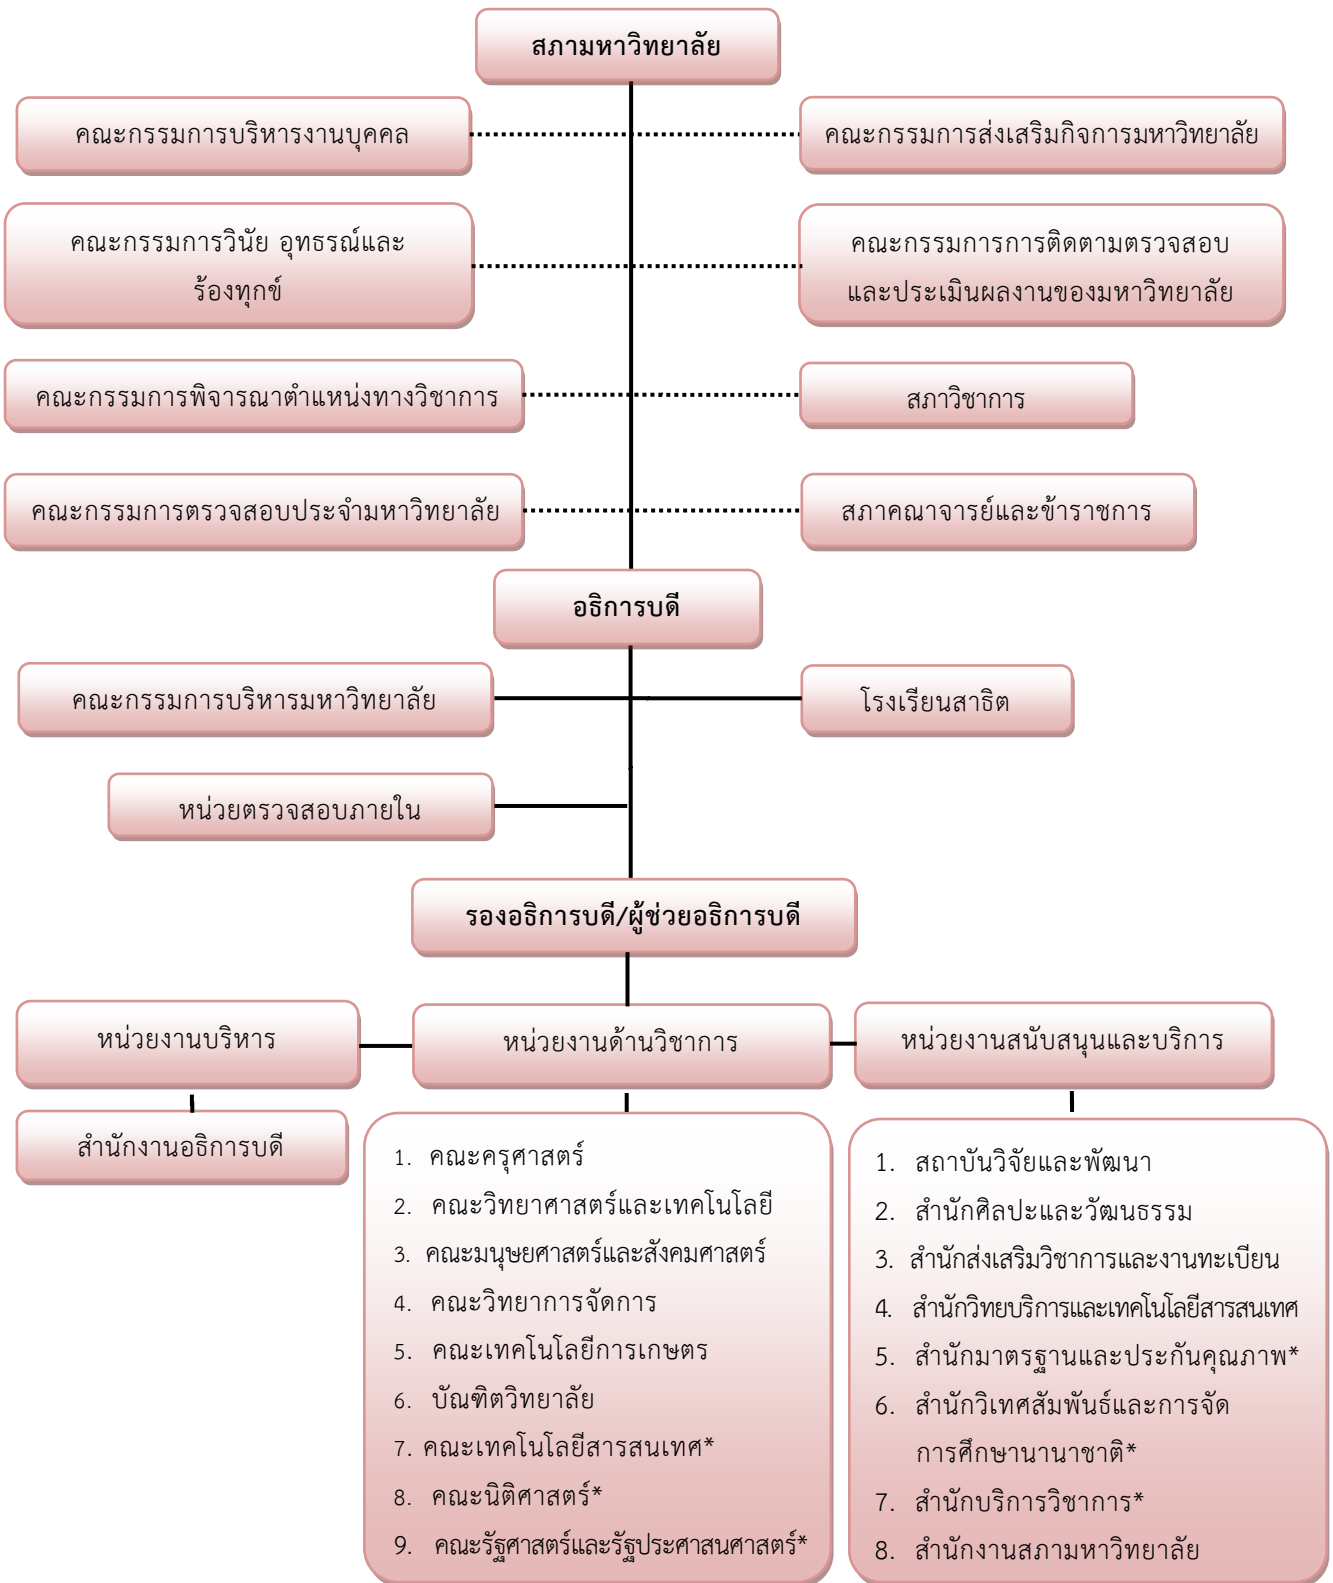 สภามหาวิทยาลัย
คณะกรรมการบริหารงานบุคคล
คณะกรรมการส่งเสริมกิจการมหาวิทยาลัย
คณะกรรมการวินัย อุทธรณ์และ
ร้องทุกข์
คณะกรรมการการติดตามตรวจสอบ
และประเมินผลงานของมหาวิทยาลัย
คณะกรรมการพิจารณาตำแหน่งทางวิชาการ
สภาวิชาการ
คณะกรรมการตรวจสอบประจำมหาวิทยาลัย
สภาคณาจารย์และข้าราชการ
อธิการบดี
คณะกรรมการบริหารมหาวิทยาลัย
โรงเรียนสาธิต
หน่วยตรวจสอบภายใน
รองอธิการบดี/ผู้ช่วยอธิการบดี
หน่วยงานบริหาร
หน่วยงานด้านวิชาการ
หน่วยงานสนับสนุนและบริการ
สำนักงานอธิการบดี
1. คณะครุศาสตร์
2. คณะวิทยาศาสตร์และเทคโนโลยี
3. คณะมนุษยศาสตร์และสังคมศาสตร์
4. คณะวิทยาการจัดการ
5. คณะเทคโนโลยีการเกษตร
6. บัณฑิตวิทยาลัย
7. คณะเทคโนโลยีสารสนเทศ*
8. คณะนิติศาสตร์*
9. คณะรัฐศาสตร์และรัฐประศาสนศาสตร์*
1. สถาบันวิจัยและพัฒนา
2. สำนักศิลปะและวัฒนธรรม
3. สำนักส่งเสริมวิชาการและงานทะเบียน
4. สำนักวิทยบริการและเทคโนโลยีสารสนเทศ
5. สำนักมาตรฐานและประกันคุณภาพ*
6. สำนักวิเทศสัมพันธ์และการจัด
การศึกษานานาชาติ*
7. สำนักบริการวิชาการ*
8. สำนักงานสภามหาวิทยาลัย